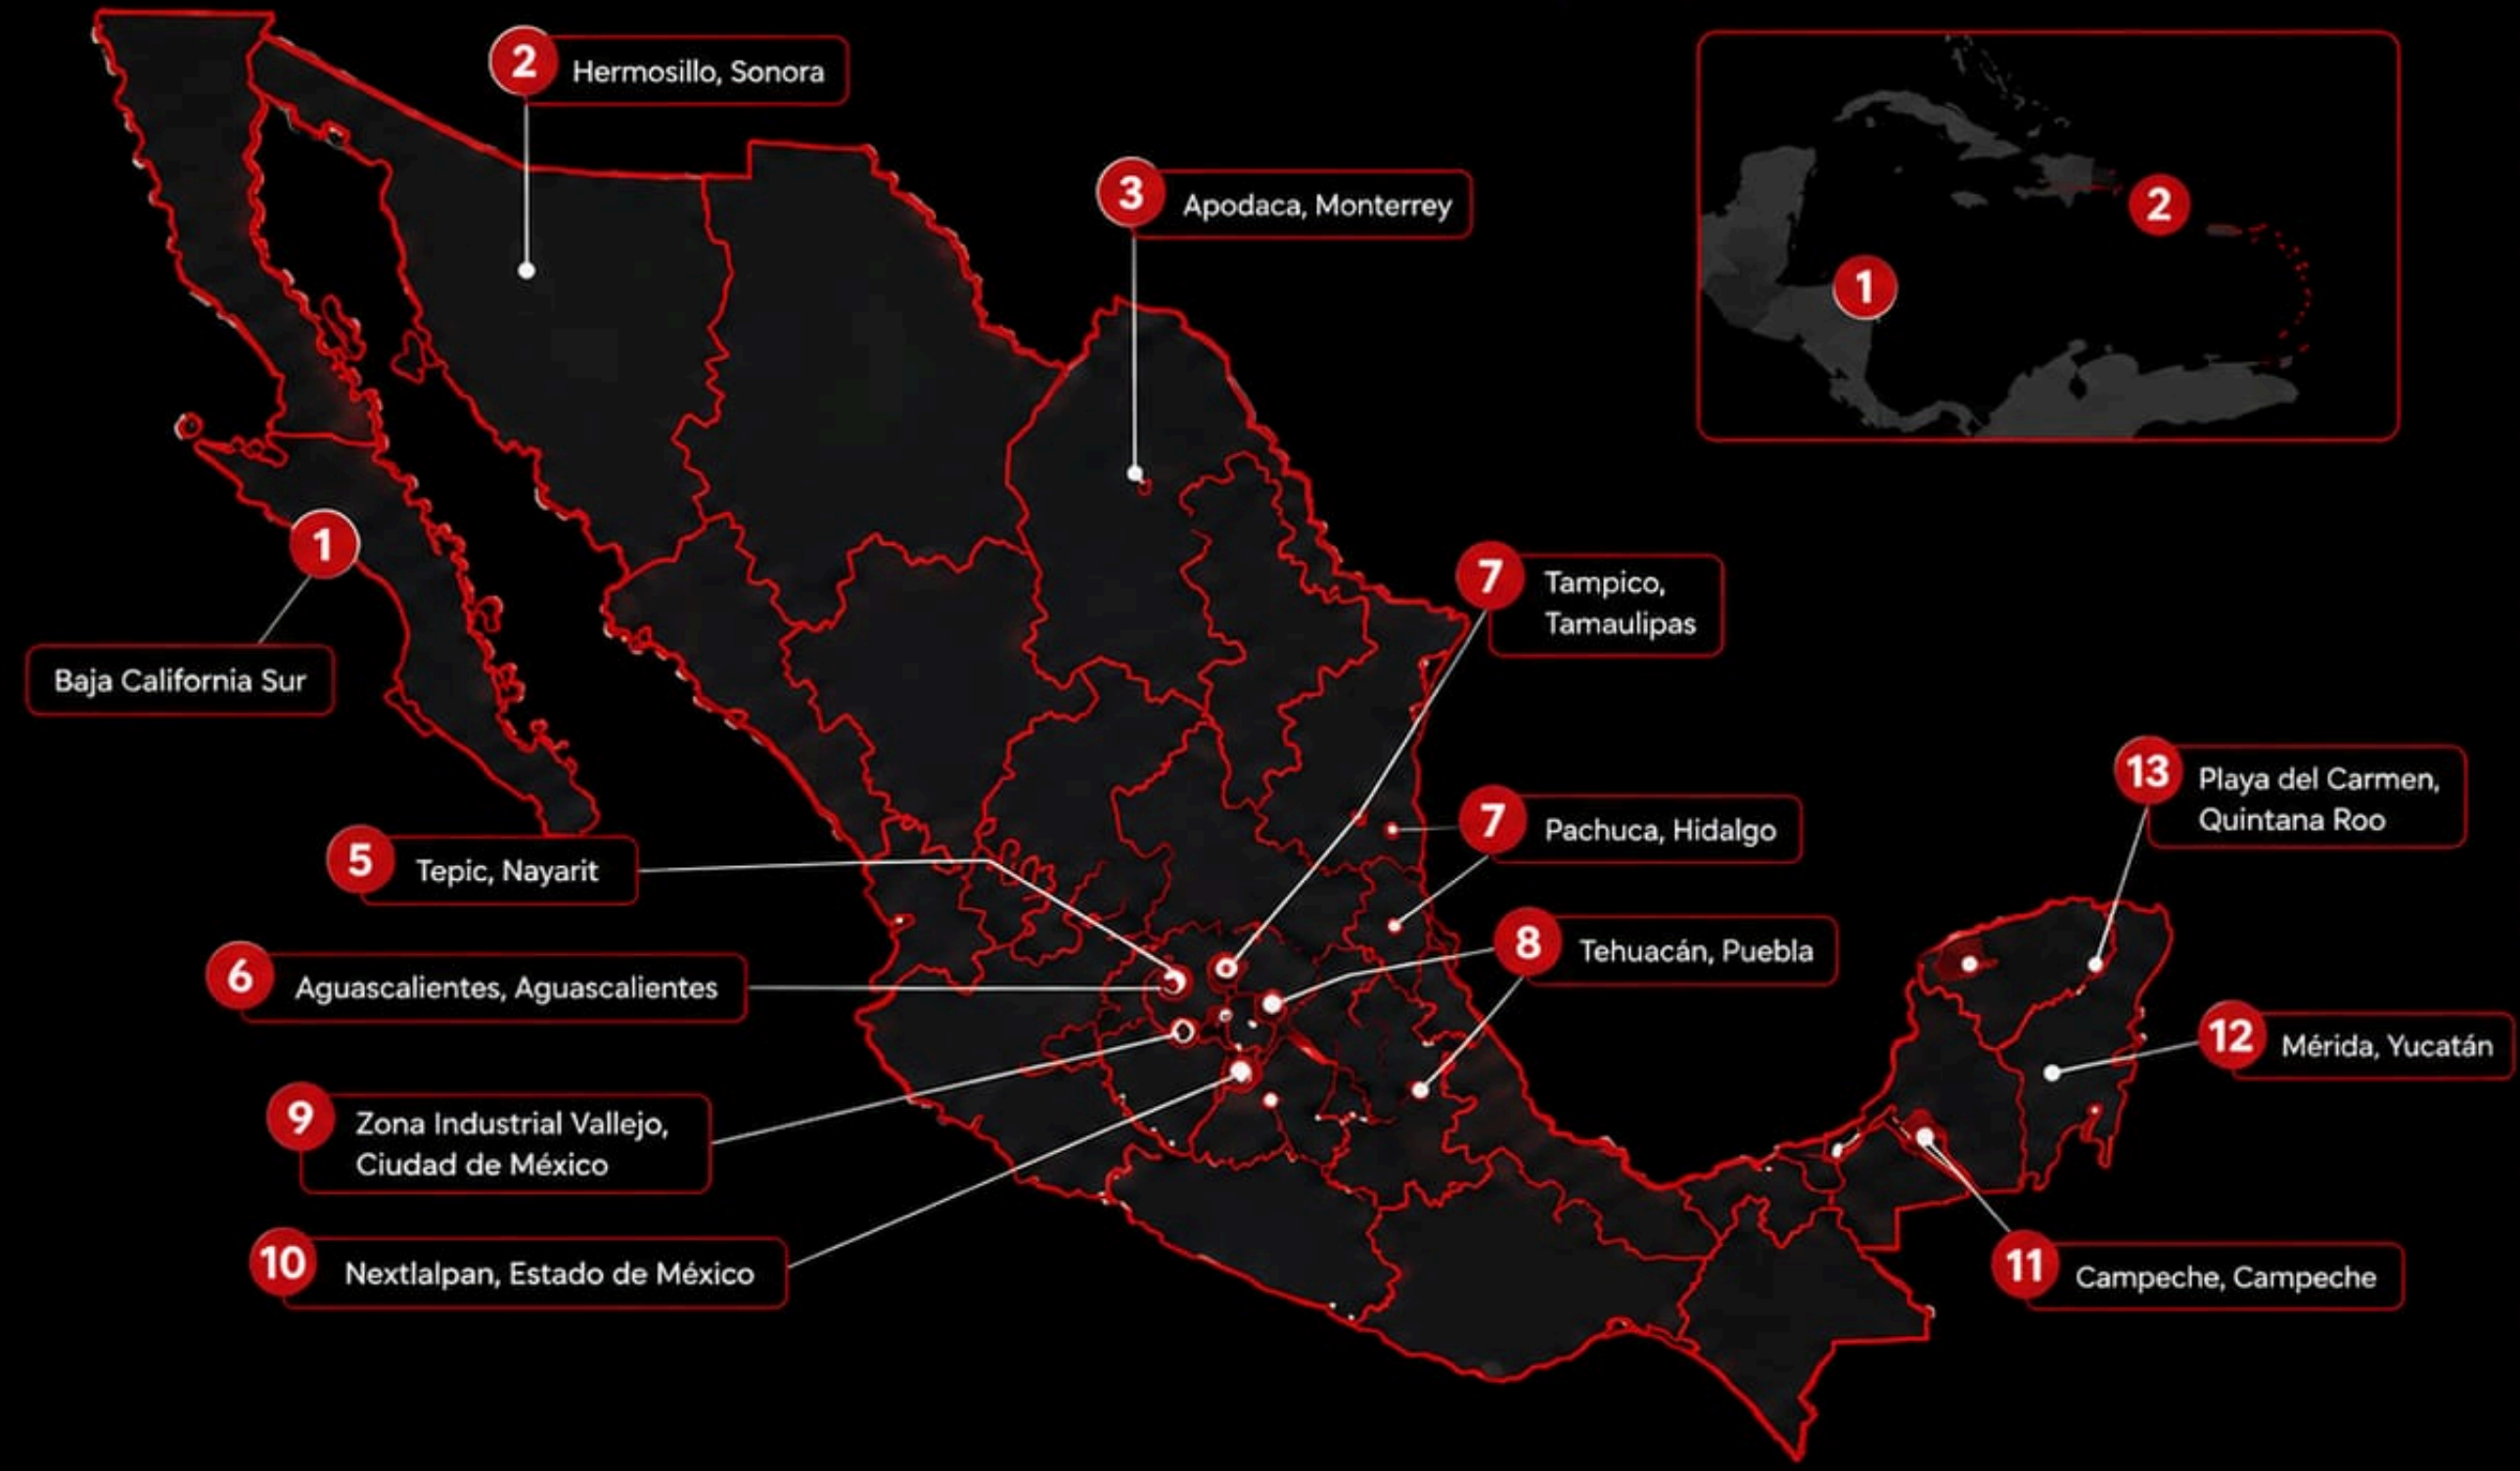 2
Hermosillo, Sonora
3
Apodaca, Monterrey
2
1
1
Baja California Sur
7
Tampico,
Tamaulipas
7
Pachuca, Hidalgo
13
Playa del Carmen,
Quintana Roo
5
Tepic, Nayarit
8
Tehuacán, Puebla
6
Aguascalientes, Aguascalientes
12
Mérida, Yucatán
9
Zona Industrial Vallejo,
Ciudad de México
10
Nextlalpan, Estado de México
11
Campeche, Campeche